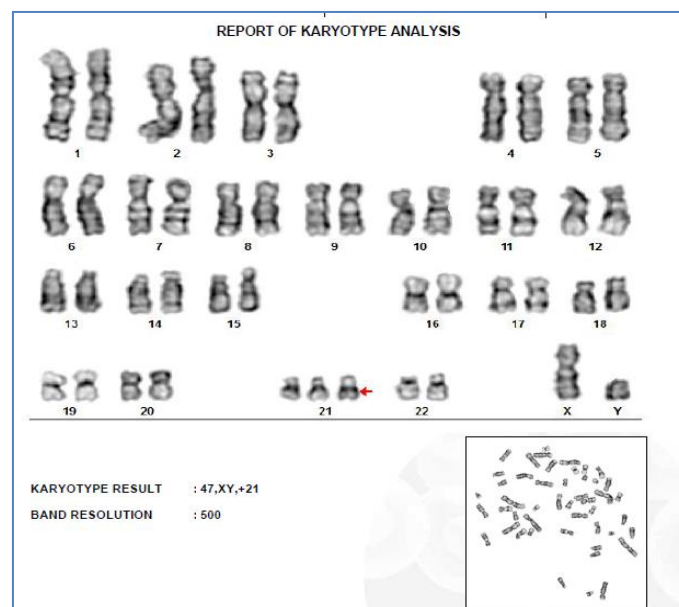 REPORT OF KARYOTYPE ANALYSIS
1 2 3 4 5
6 7 8 9 10 11 12
13 14 15 16 17 18
19 20 21 22 X Y
KARYOTYPE RESULT : 47,XY,+21
BAND RESOLUTION : 500